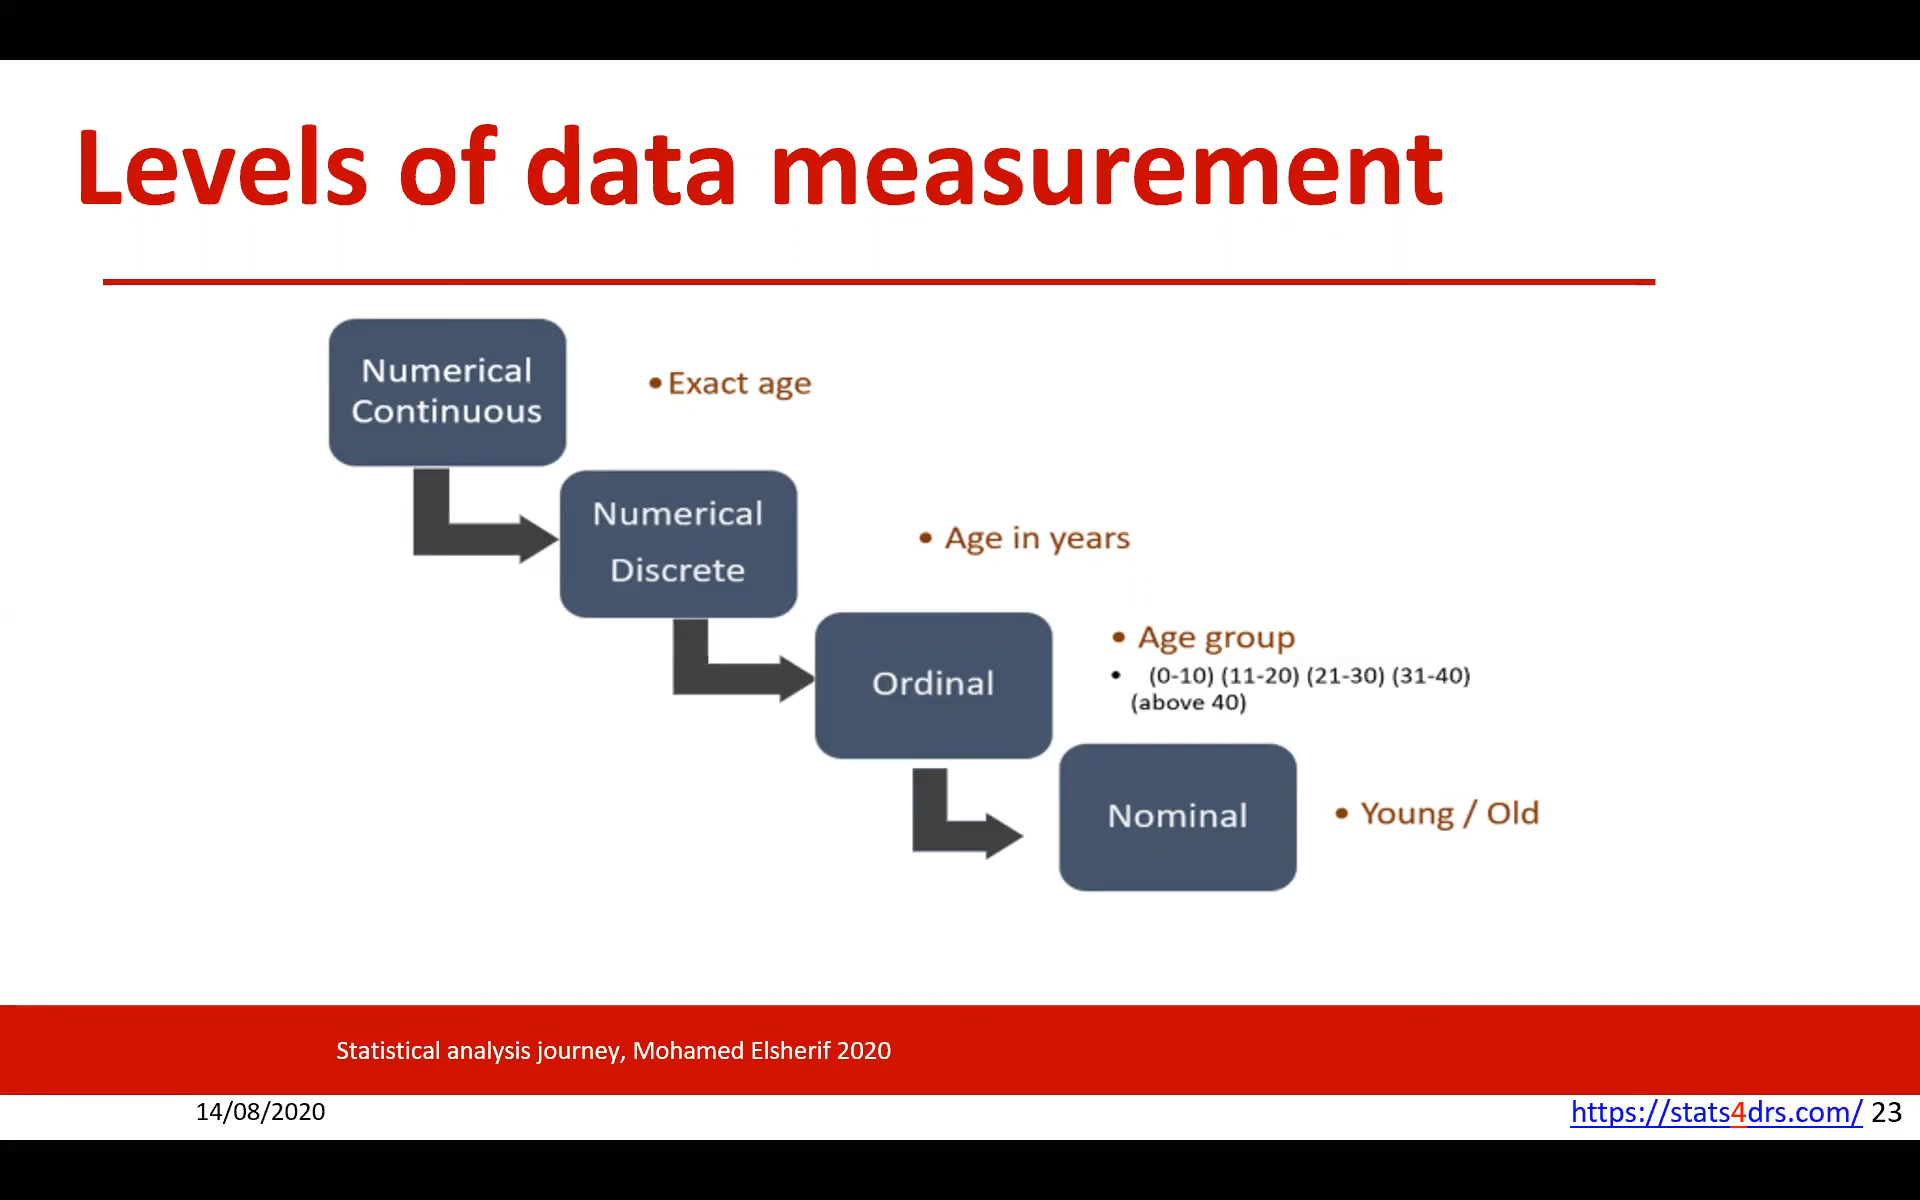 Levels of data measurement
Numerical
Continuous
•Exact age
Numerical
Discrete
• Age in years
Ordinal
• Age group
• (0-10) (11-20) (21-30) (31-40)
(above 40)
Nominal
• Young / Old
Statistical analysis journey, Mohamed Elsherif 2020
14/08/2020
https://stats4drs.com/ 23